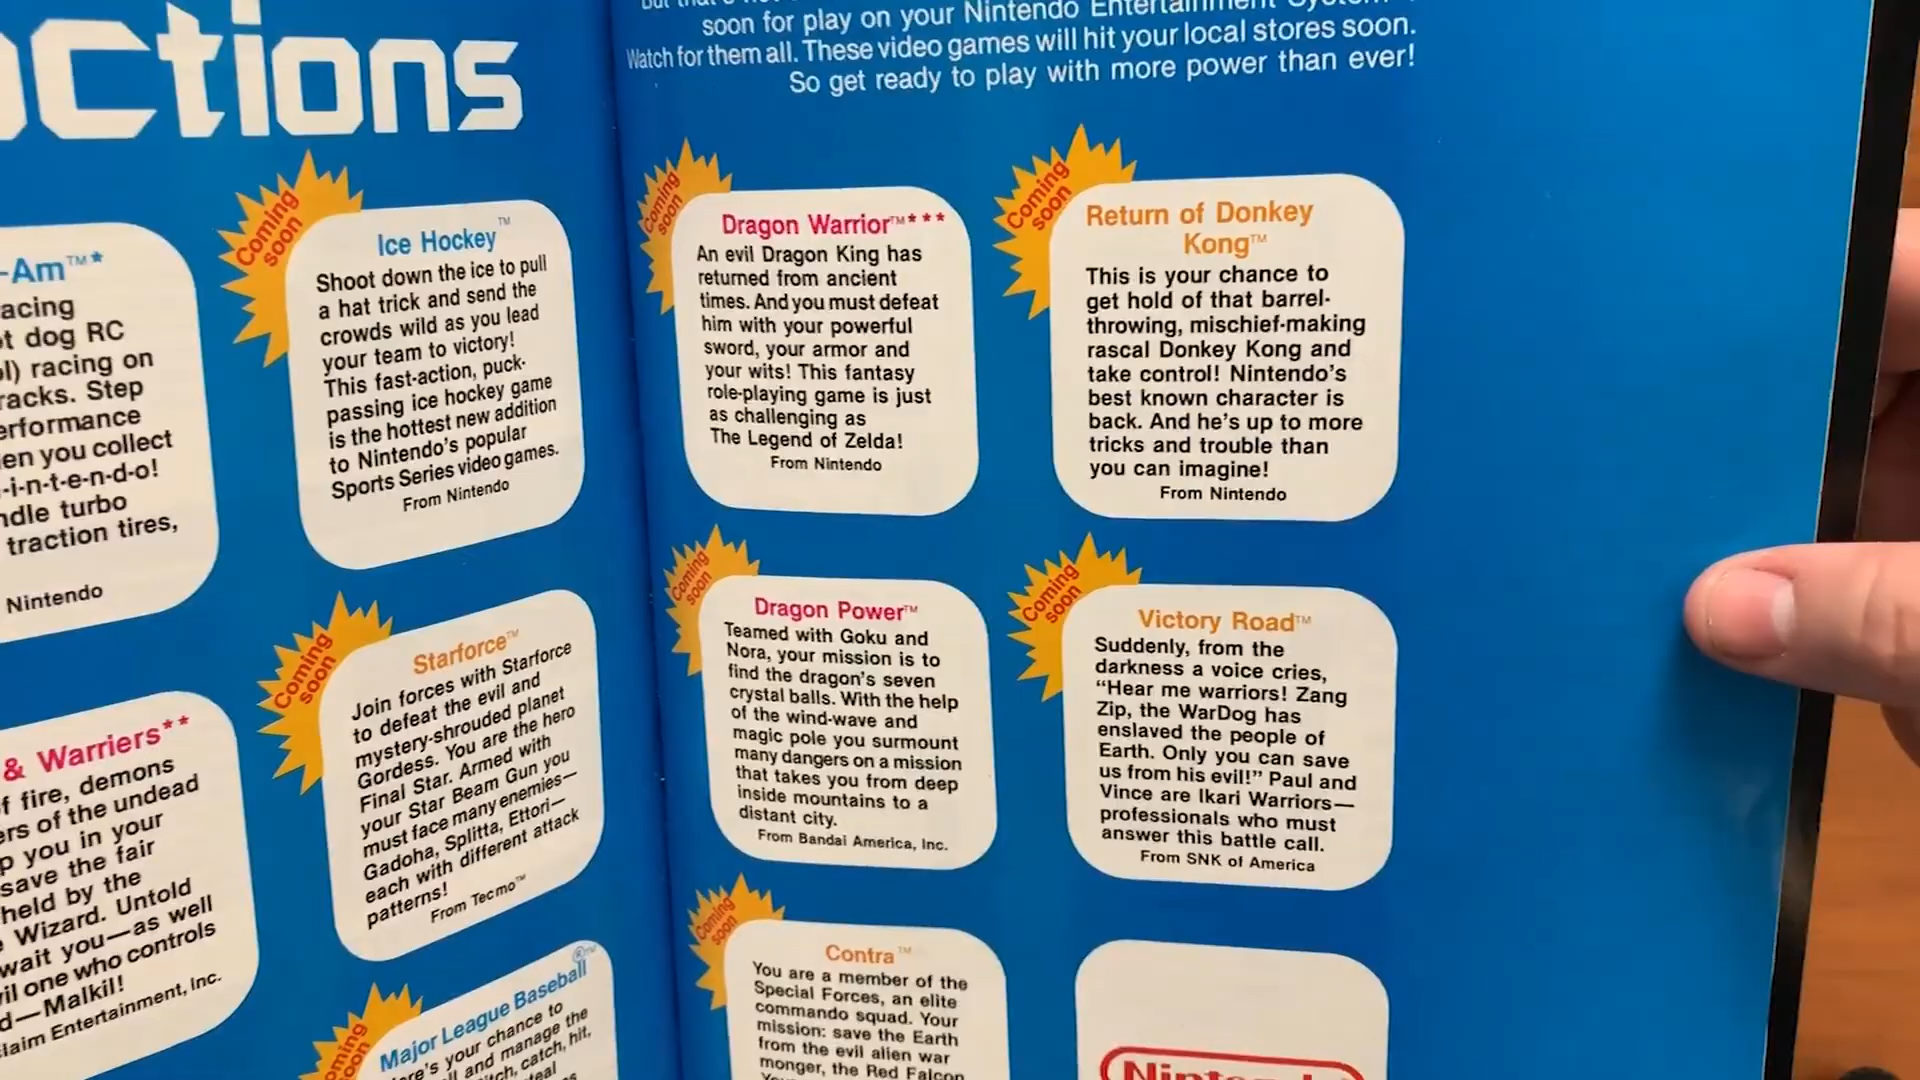 ctions
soon for play on your Nintendo Entertainment System
Watch for them all. These video games will hit your local stores soon.
So get ready to play with more power than ever!
-Am™*
acing
t dog RC
l) racing on
racks. Step
erformance
en you collect
-i-n-t-e-n-d-o!
ndle turbo
traction tires,
Nintendo
Coming
soon
Ice Hockey™
Shoot down the ice to pull
a hat trick and send the
crowds wild as you lead
your team to victory!
This fast-action, puck-
passing ice hockey game
is the hottest new addition
to Nintendo's popular
Sports Series video games.
From Nintendo
Coming
soon
Dragon Warrior™***
An evil Dragon King has
returned from ancient
times. And you must defeat
him with your powerful
sword, your armor and
your wits! This fantasy
role-playing game is just
as challenging as
The Legend of Zelda!
From Nintendo
Coming
soon
Return of Donkey
Kong™
This is your chance to
get hold of that barrel-
throwing, mischief-making
rascal Donkey Kong and
take control! Nintendo's
best known character is
back. And he's up to more
tricks and trouble than
you can imagine!
From Nintendo
& Warriers**
f fire, demons
ers of the undead
p you in your
save the fair
held by the
Wizard. Untold
wait you—as well
vil one who controls
d—Malkil!
claim Entertainment, Inc.
Coming
soon
Starforce™
Join forces with Starforce
to defeat the evil and
mystery-shrouded planet
Gordess. You are the hero
Final Star. Armed with
your Star Beam Gun you
must face many enemies—
Gadoha, Splitta, Ettori—
each with different attack
patterns!
From Tecmo™
Coming
soon
Dragon Power™
Teamed with Goku and
Nora, your mission is to
find the dragon's seven
crystal balls. With the help
of the wind-wave and
magic pole you surmount
many dangers on a mission
that takes you from deep
inside mountains to a
distant city.
From Bandai America, Inc.
Coming
soon
Victory Road™
Suddenly, from the
darkness a voice cries,
"Hear me warriors! Zang
Zip, the WarDog has
enslaved the people of
Earth. Only you can save
us from his evil!" Paul and
Vince are Ikari Warriors—
professionals who must
answer this battle call.
From SNK of America
Coming
soon
Major League Baseball®™
ere's your chance to
ll and manage the
itch, catch, hit,
teal
Coming
soon
Contra™
You are a member of the
Special Forces, an elite
commando squad. Your
mission: save the Earth
from the evil alien war
monger, the Red Falcon
Nintendo